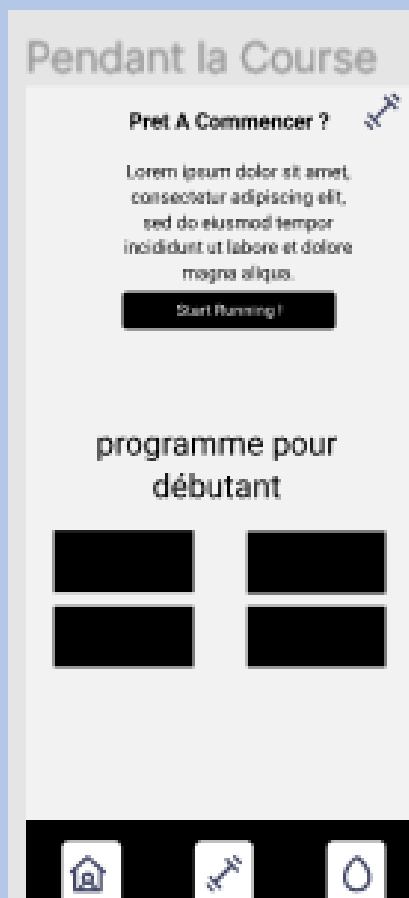 Pendant la Course
Pret A Commencer ?
Lorem ipsum dolor sit amet,
consectetur adipiscing elit,
sed do eiusmod tempor
incididunt ut labore et dolore
magna aliqua.
Start Running !
programme pour
débutant